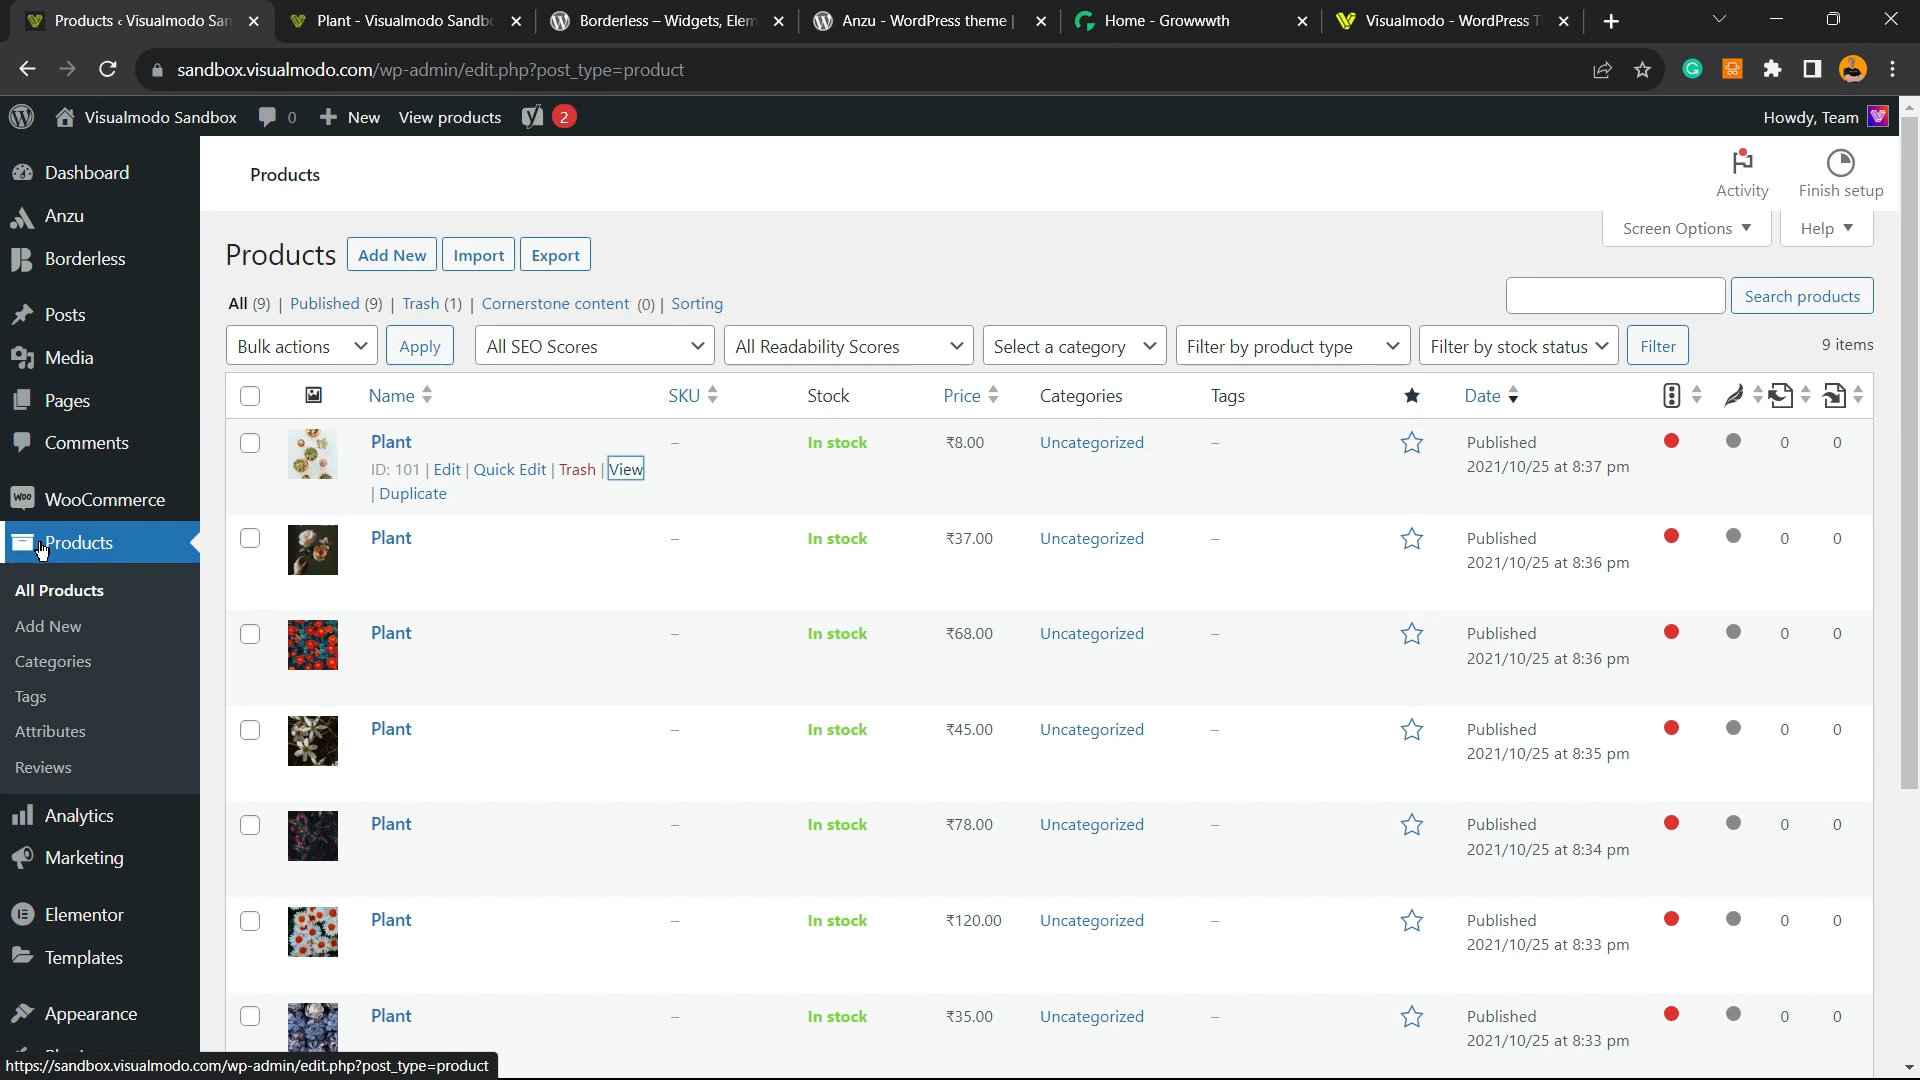 Products ‹ Visualmodo San
Plant - Visualmodo Sandbo
Borderless – Widgets, Elem
Anzu - WordPress theme |
Home - Growwwth
Visualmodo - WordPress T
sandbox.visualmodo.com/wp-admin/edit.php?post_type=product
Visualmodo Sandbox
0
New
View products
2
Howdy, Team
Dashboard
Anzu
Borderless
Posts
Media
Pages
Comments
WooCommerce
Products
All Products
Add New
Categories
Tags
Attributes
Reviews
Analytics
Marketing
Elementor
Templates
Appearance
https://sandbox.visualmodo.com/wp-admin/edit.php?post_type=product
Products
Activity
Finish setup
Screen Options
Help
Products
Add New
Import
Export
All (9) | Published (9) | Trash (1) | Cornerstone content (0) | Sorting
Search products
Bulk actions
Apply
All SEO Scores
All Readability Scores
Select a category
Filter by product type
Filter by stock status
Filter
9 items
Name SKU Stock Price Categories Tags Date
Plant – In stock ₹8.00 Uncategorized – Published 0 0
ID: 101 | Edit | Quick Edit | Trash | View 2021/10/25 at 8:37 pm
| Duplicate
Plant – In stock ₹37.00 Uncategorized – Published 0 0
2021/10/25 at 8:36 pm
Plant – In stock ₹68.00 Uncategorized – Published 0 0
2021/10/25 at 8:36 pm
Plant – In stock ₹45.00 Uncategorized – Published 0 0
2021/10/25 at 8:35 pm
Plant – In stock ₹78.00 Uncategorized – Published 0 0
2021/10/25 at 8:34 pm
Plant – In stock ₹120.00 Uncategorized – Published 0 0
2021/10/25 at 8:33 pm
Plant – In stock ₹35.00 Uncategorized – Published 0 0
2021/10/25 at 8:33 pm